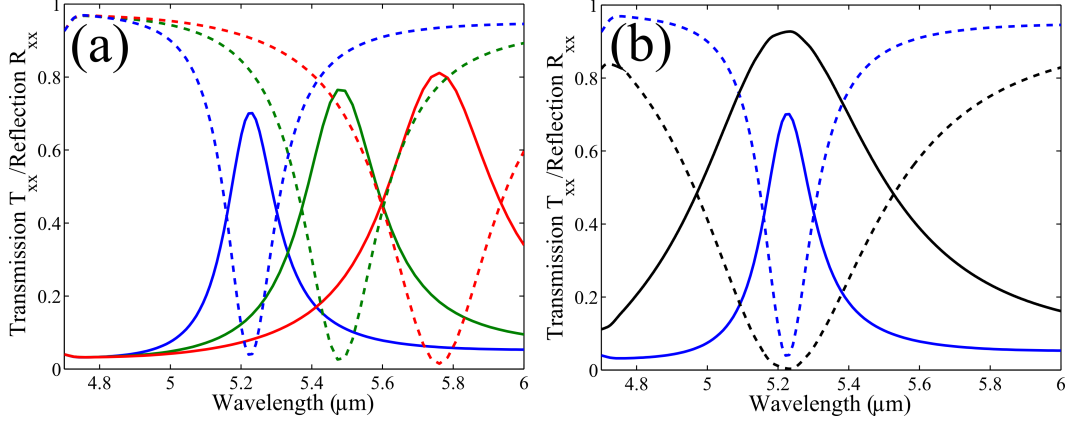 (a)
Transmission T_xx/Reflection R_xx
1
0.8
0.6
0.4
0.2
0
4.8 5 5.2 5.4 5.6 5.8 6
Wavelength (μm)
(b)
Transmission T_xx/Reflection R_xx
1
0.8
0.6
0.4
0.2
0
5 5.2 5.4 5.6 5.8 6
Wavelength (μm)